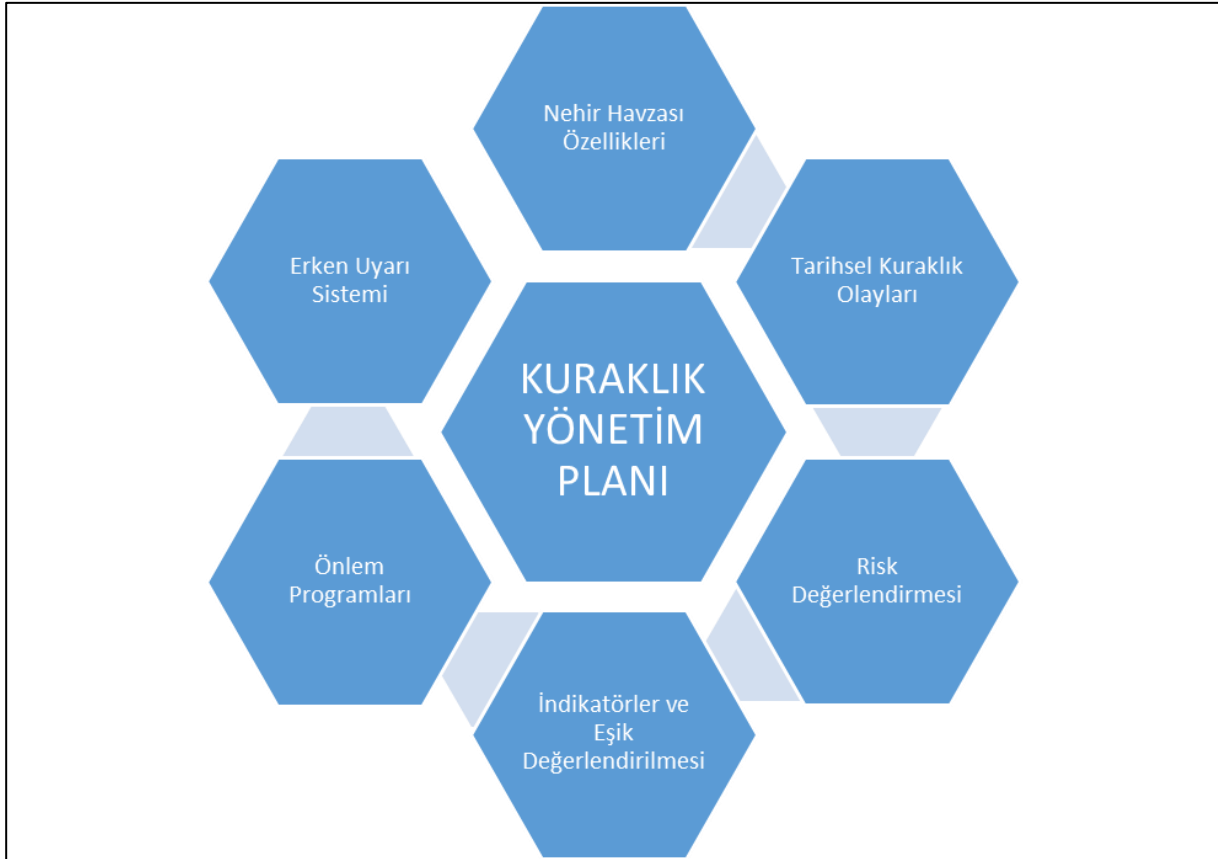 Nehir Havzası
Özellikleri
Tarihsel Kuraklık
Olayları
Risk
Değerlendirmesi
İndikatörler ve
Eşik
Değerlendirilmesi
Önlem
Programları
Erken Uyarı
Sistemi
KURAKLIK
YÖNETİM
PLANI